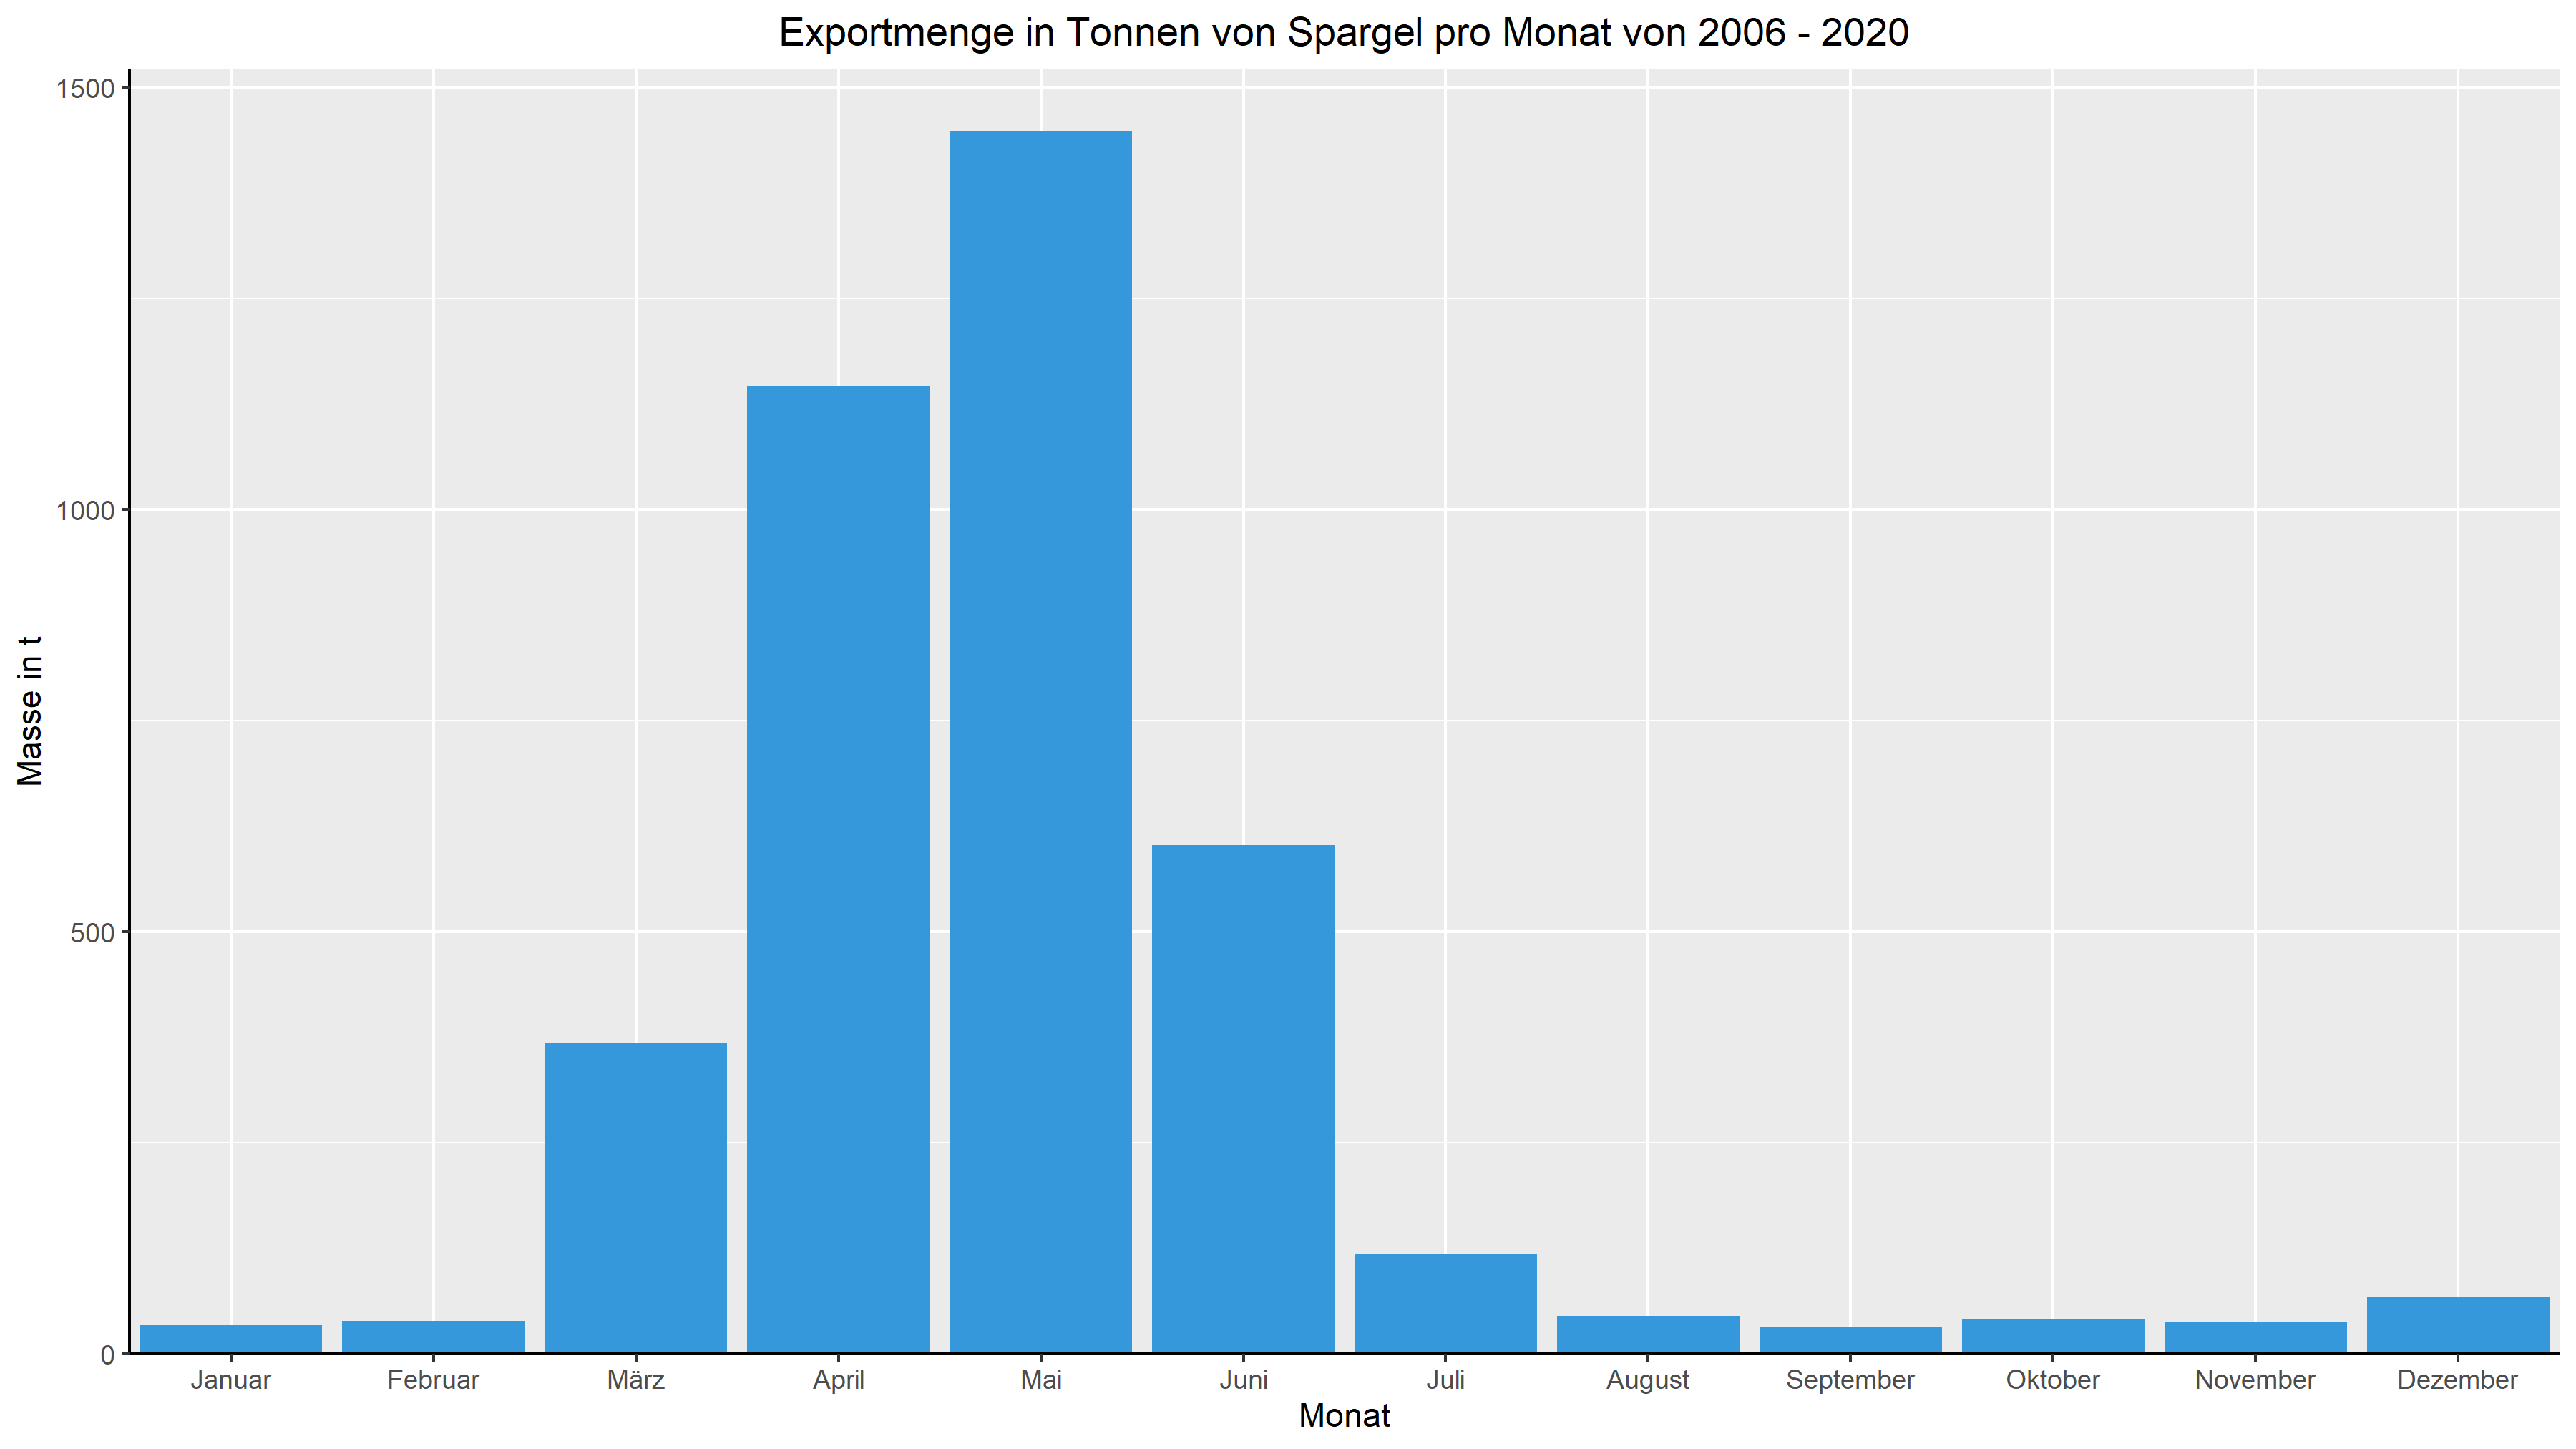 Exportmenge in Tonnen von Spargel pro Monat von 2006 - 2020
1500
1000
500
0
Masse in t
Januar Februar März April Mai Juni Juli August September Oktober November Dezember
Monat